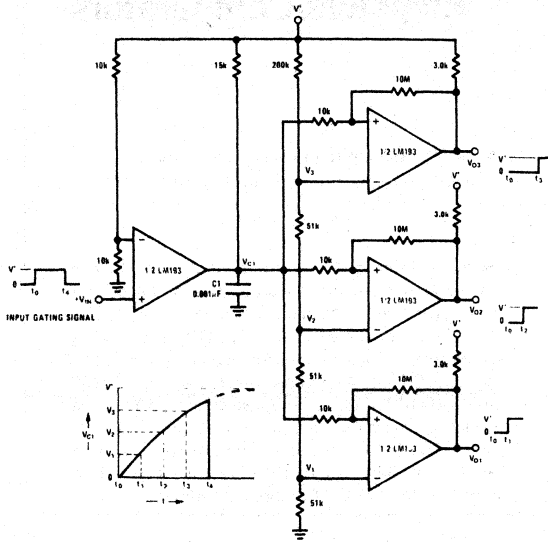 V+
10k
15k
200k
3.0k
10M
10k
+
1/2 LM193
V3
−
VO3
V+
0
t0
t3
V+
51k
3.0k
10M
10k
−
1/2 LM193
10k
VC1
+
1/2 LM193
V+
0
t0
t4
+VIN
C1
0.001μF
V2
−
VO2
V+
0
t0
t2
INPUT GATING SIGNAL
V+
51k
3.0k
10M
10k
+
1/2 LM193
V1
−
VO1
V+
0
t0
t1
51k
V+
V3
VC1
V2
V1
0
t0
t1
t2
t3
t4
t